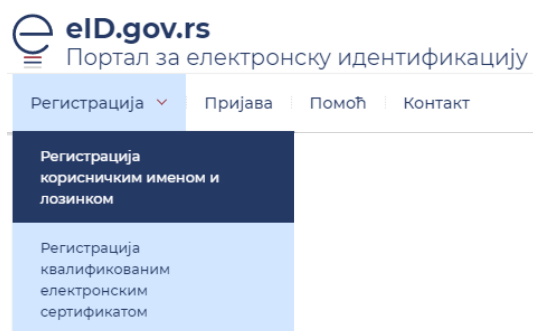 eID.gov.rs
Портал за електронску идентификацију
Регистрација Пријава Помоћ Контакт
Регистрација
корисничким именом и
лозинком
Регистрација
квалификованим
електронским
сертификатом